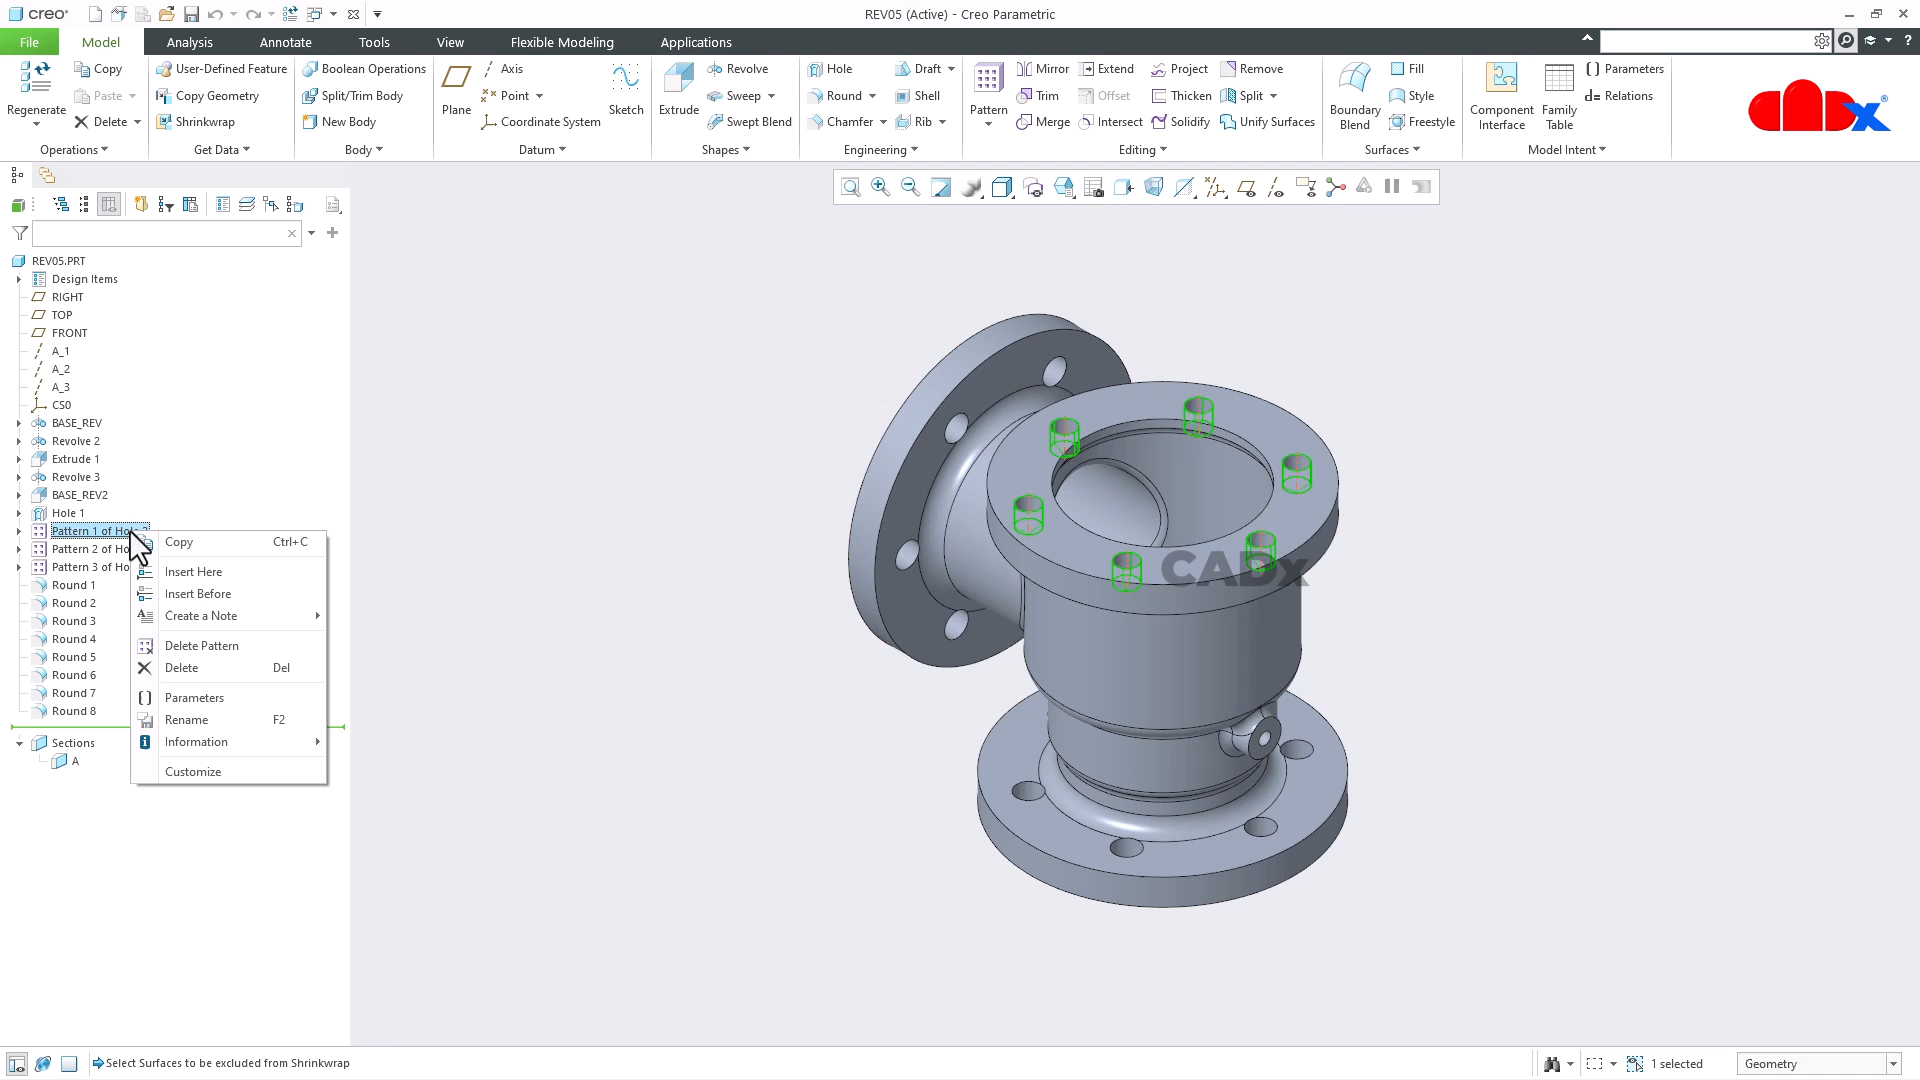 creo
REV05 (Active) - Creo Parametric
File
Model
Analysis
Annotate
Tools
View
Flexible Modeling
Applications
Regenerate
Copy
Paste
Delete
Operations
User-Defined Feature
Copy Geometry
Shrinkwrap
Get Data
Boolean Operations
Split/Trim Body
New Body
Body
Plane
Axis
Point
Coordinate System
Sketch
Datum
Extrude
Revolve
Sweep
Swept Blend
Shapes
Hole
Round
Chamfer
Draft
Shell
Rib
Engineering
Pattern
Mirror
Trim
Merge
Extend
Offset
Intersect
Project
Thicken
Solidify
Remove
Split
Unify Surfaces
Editing
Boundary
Blend
Fill
Style
Freestyle
Surfaces
Component
Interface
Family
Table
Parameters
Relations
Model Intent
CADx
REV05.PRT
Design Items
RIGHT
TOP
FRONT
A_1
A_2
A_3
CS0
BASE_REV
Revolve 2
Extrude 1
Revolve 3
BASE_REV2
Hole 1
Pattern 1 of Hole 2
Pattern 2 of Ho
Pattern 3 of Ho
Round 1
Round 2
Round 3
Round 4
Round 5
Round 6
Round 7
Round 8
Sections
A
Copy Ctrl+C
Insert Here
Insert Before
Create a Note
Delete Pattern
Delete Del
Parameters
Rename F2
Information
Customize
CADx
Select Surfaces to be excluded from Shrinkwrap
1 selected
Geometry